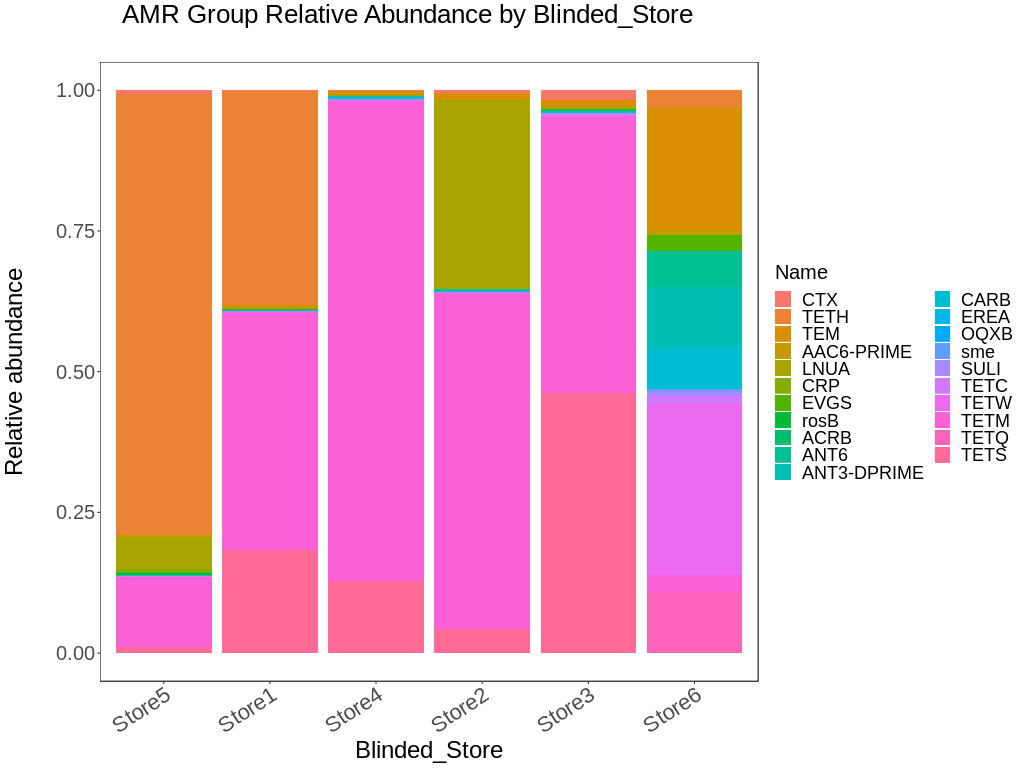 AMR Group Relative Abundance by Blinded_Store
Relative abundance
1.00
0.75
0.50
0.25
0.00
Store5
Store1
Store4
Store2
Store3
Store6
Blinded_Store
Name
CTX
TETH
TEM
AAC6-PRIME
LNUA
CRP
EVGS
rosB
ACRB
ANT6
ANT3-DPRIME
CARB
EREA
OQXB
sme
SULI
TETC
TETW
TETM
TETQ
TETS